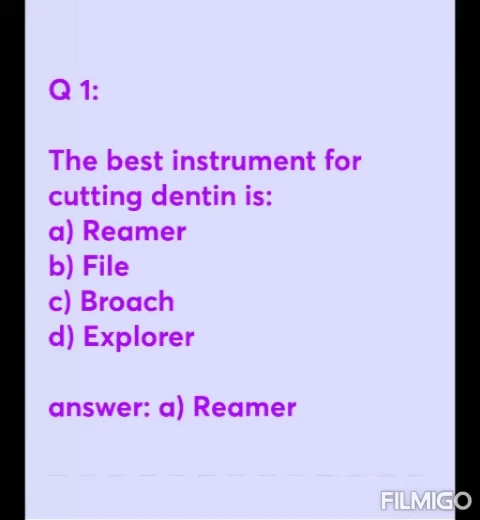 Q 1:
The best instrument for
cutting dentin is:
a) Reamer
b) File
c) Broach
d) Explorer
answer: a) Reamer
FILMIGO